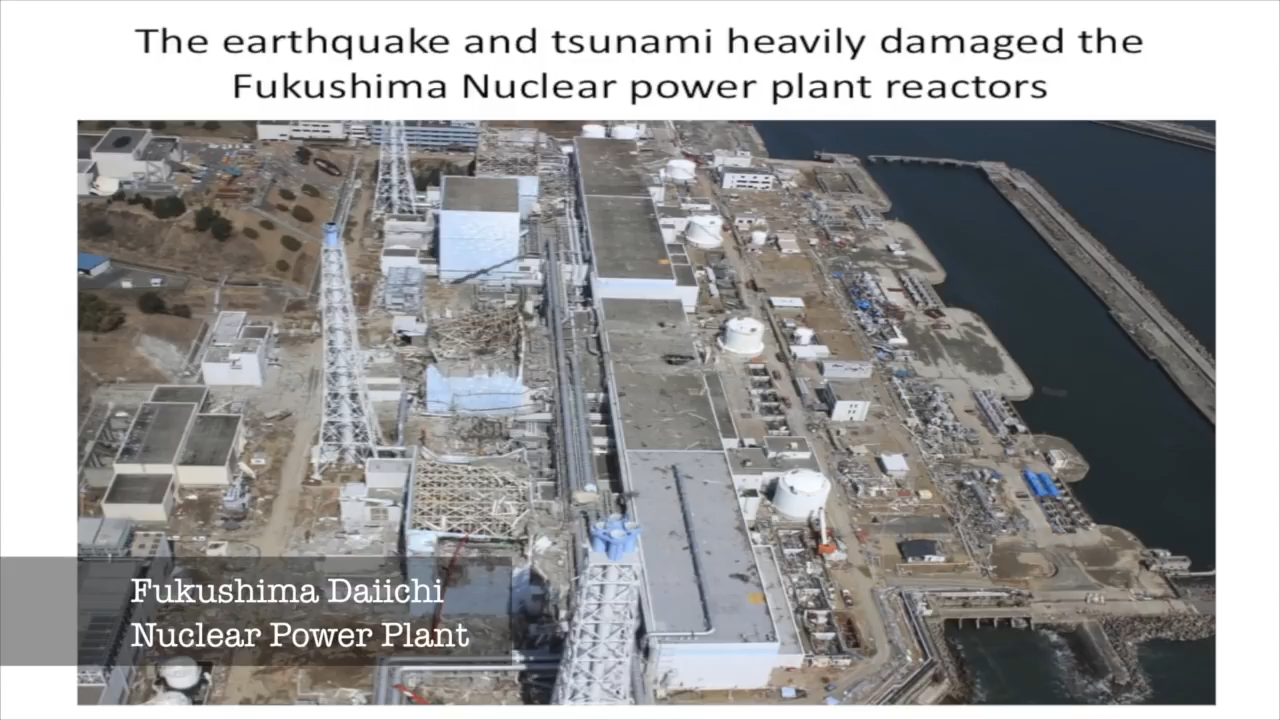 The earthquake and tsunami heavily damaged the
Fukushima Nuclear power plant reactors
Fukushima Daiichi
Nuclear Power Plant